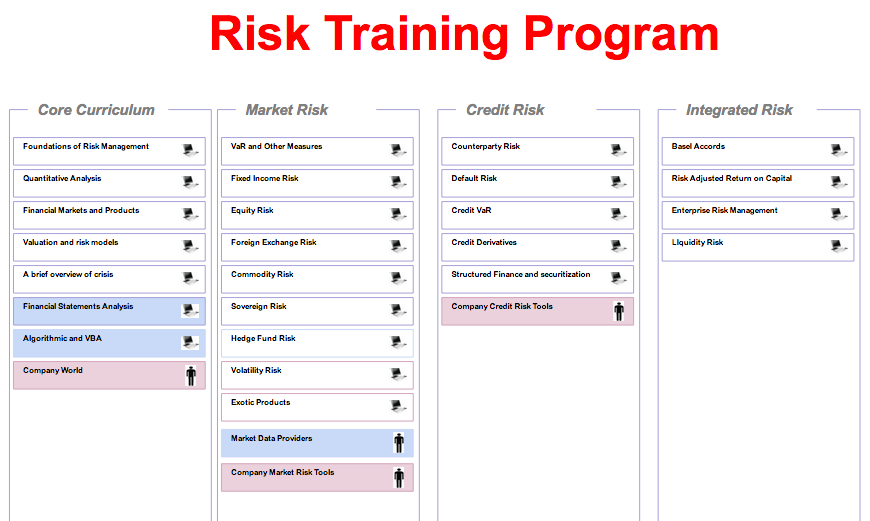 Risk Training Program
Core Curriculum
Foundations of Risk Management
Quantitative Analysis
Financial Markets and Products
Valuation and risk models
A brief overview of crisis
Financial Statements Analysis
Algorithmic and VBA
Company World
Market Risk
VaR and Other Measures
Fixed Income Risk
Equity Risk
Foreign Exchange Risk
Commodity Risk
Sovereign Risk
Hedge Fund Risk
Volatility Risk
Exotic Products
Market Data Providers
Company Market Risk Tools
Credit Risk
Counterparty Risk
Default Risk
Credit VaR
Credit Derivatives
Structured Finance and securitization
Company Credit Risk Tools
Integrated Risk
Basel Accords
Risk Adjusted Return on Capital
Enterprise Risk Management
LIquidity Risk